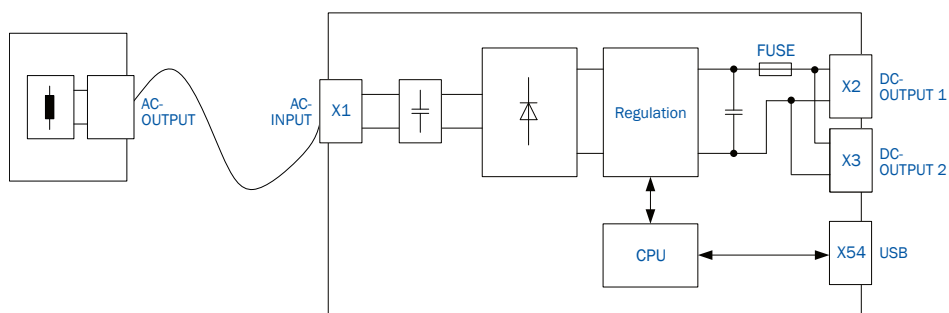 AC-
OUTPUT
AC-
INPUT
X1
Regulation
FUSE
X2
DC-
OUTPUT 1
X3
DC-
OUTPUT 2
CPU
X54
USB